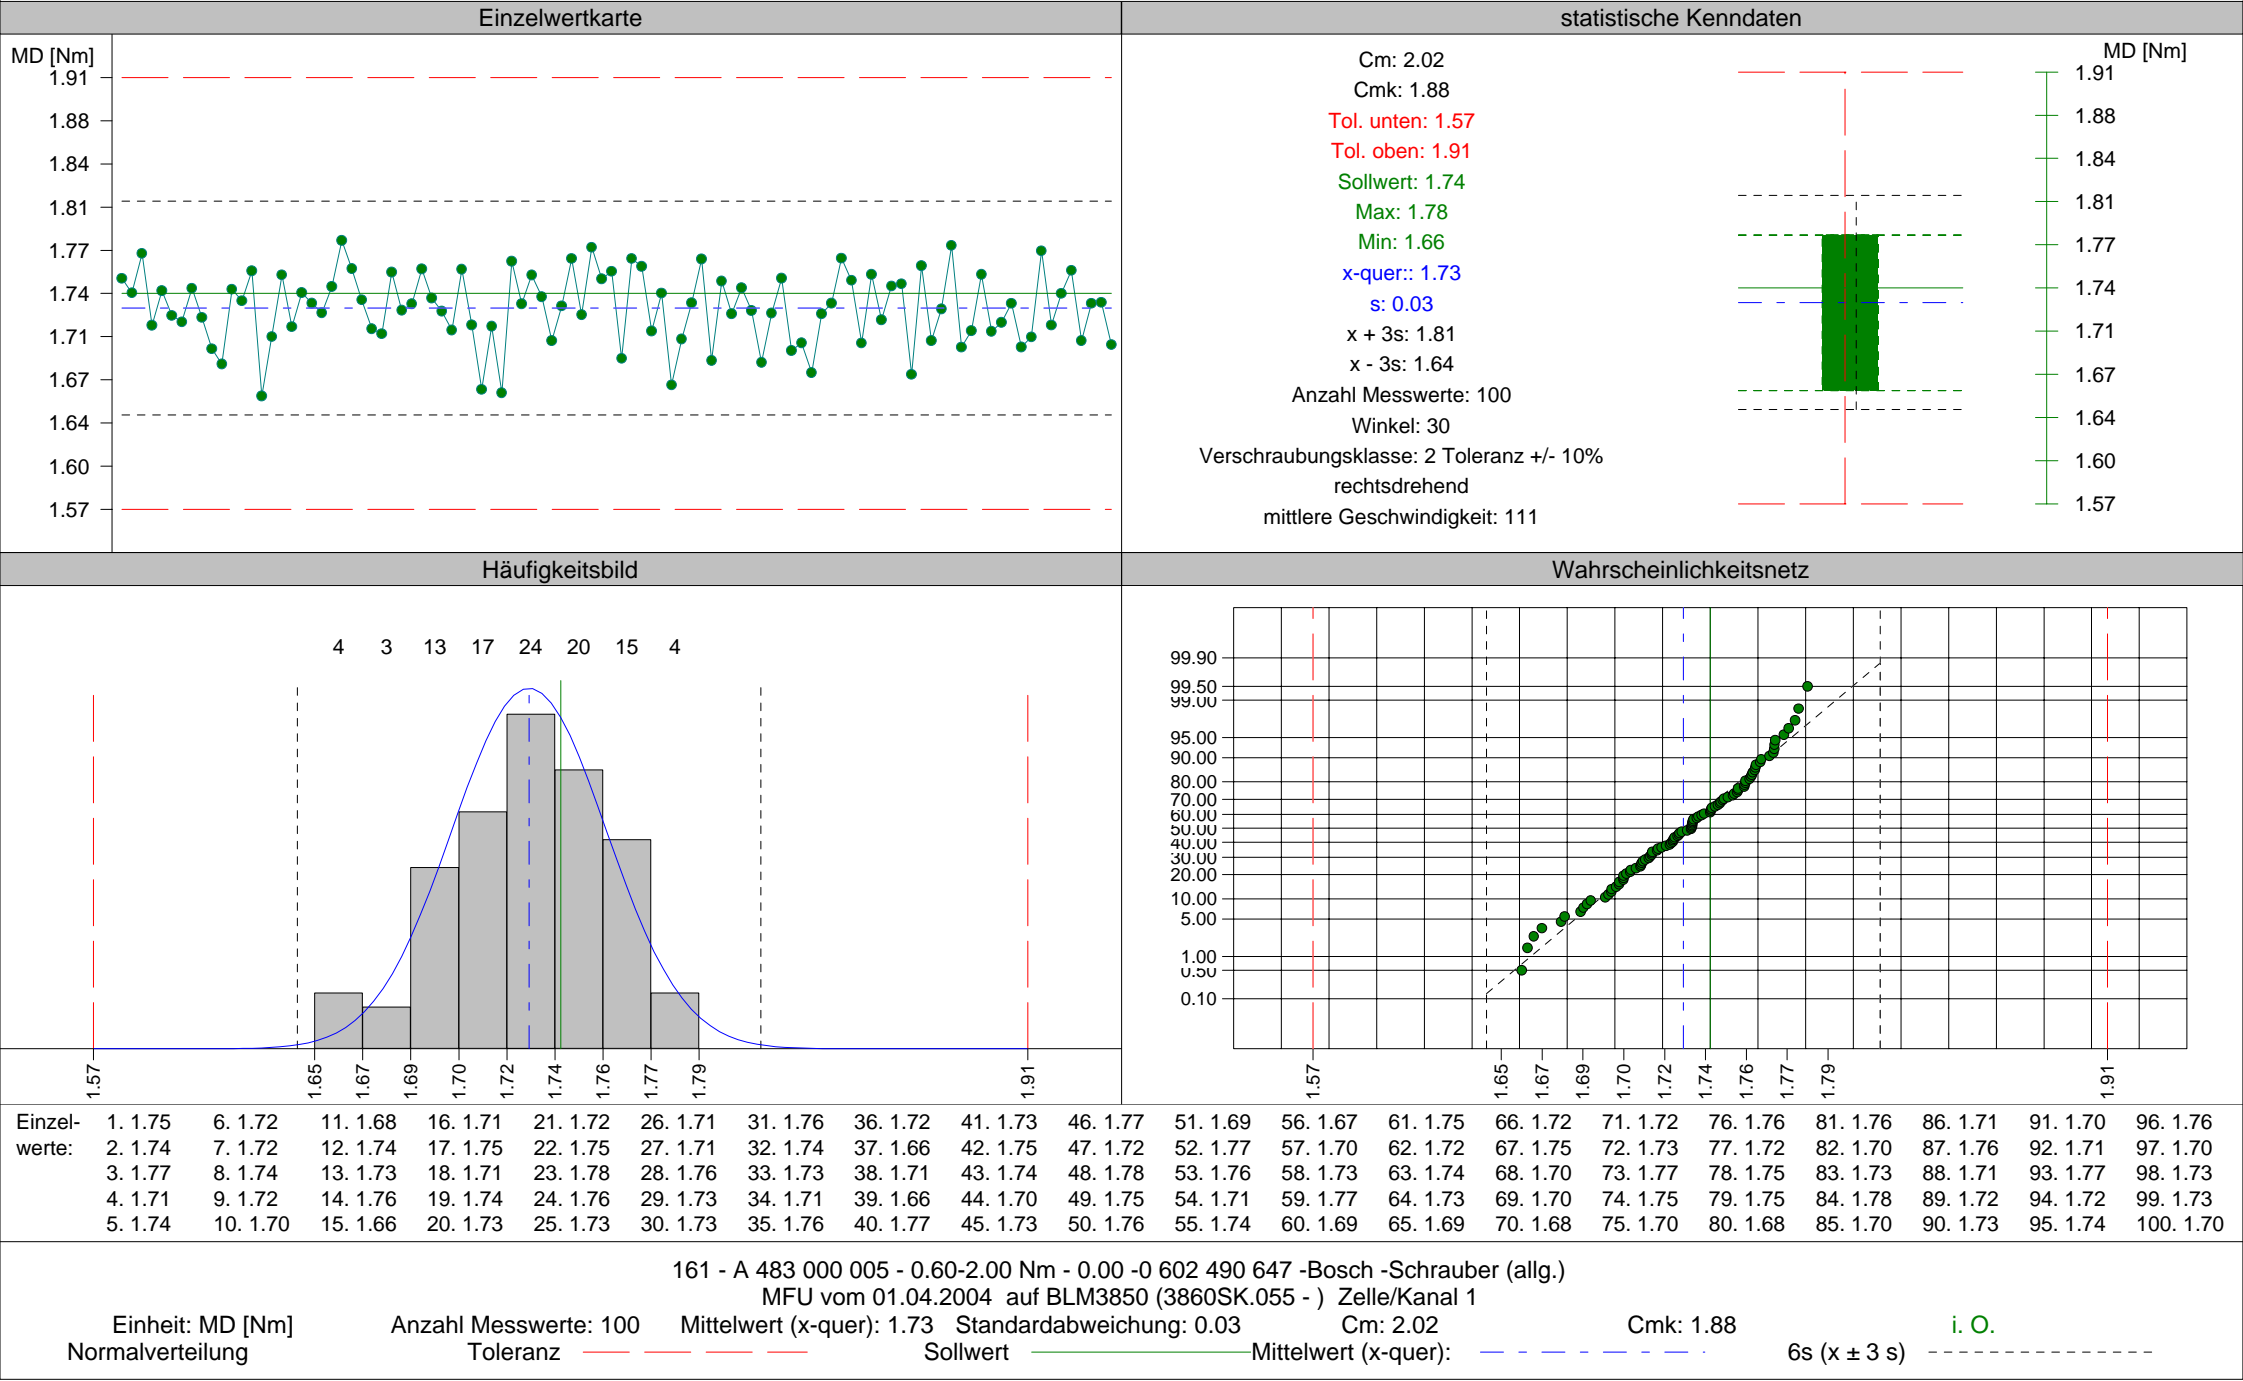 Einzelwertkarte
MD [Nm]
1.91
1.88
1.84
1.81
1.77
1.74
1.71
1.67
1.64
1.60
1.57
statistische Kenndaten
Cm: 2.02
Cmk: 1.88
Tol. unten: 1.57
Tol. oben: 1.91
Sollwert: 1.74
Max: 1.78
Min: 1.66
x-quer:: 1.73
s: 0.03
x + 3s: 1.81
x - 3s: 1.64
Anzahl Messwerte: 100
Winkel: 30
Verschraubungsklasse: 2 Toleranz +/- 10%
rechtsdrehend
mittlere Geschwindigkeit: 111
MD [Nm]
1.91
1.88
1.84
1.81
1.77
1.74
1.71
1.67
1.64
1.60
1.57
Häufigkeitsbild
4 3 13 17 24 20 15 4
1.57 1.65 1.67 1.69 1.70 1.72 1.74 1.76 1.77 1.79 1.91
Wahrscheinlichkeitsnetz
99.90
99.50
99.00
95.00
90.00
80.00
70.00
60.00
50.00
40.00
30.00
20.00
10.00
5.00
1.00
0.50
0.10
1.57 1.65 1.67 1.69 1.70 1.72 1.74 1.76 1.77 1.79 1.91
Einzel- 1. 1.75 6. 1.72 11. 1.68 16. 1.71 21. 1.72 26. 1.71 31. 1.76 36. 1.72 41. 1.73 46. 1.77 51. 1.69 56. 1.67 61. 1.75 66. 1.72 71. 1.72 76. 1.76 81. 1.76 86. 1.71 91. 1.70 96. 1.76
werte: 2. 1.74 7. 1.72 12. 1.74 17. 1.75 22. 1.75 27. 1.71 32. 1.74 37. 1.66 42. 1.75 47. 1.72 52. 1.77 57. 1.70 62. 1.72 67. 1.75 72. 1.73 77. 1.72 82. 1.70 87. 1.76 92. 1.71 97. 1.70
3. 1.77 8. 1.74 13. 1.73 18. 1.71 23. 1.78 28. 1.76 33. 1.73 38. 1.71 43. 1.74 48. 1.78 53. 1.76 58. 1.73 63. 1.74 68. 1.70 73. 1.77 78. 1.75 83. 1.73 88. 1.71 93. 1.77 98. 1.73
4. 1.71 9. 1.72 14. 1.76 19. 1.74 24. 1.76 29. 1.73 34. 1.71 39. 1.66 44. 1.70 49. 1.75 54. 1.71 59. 1.77 64. 1.73 69. 1.70 74. 1.75 79. 1.75 84. 1.78 89. 1.72 94. 1.72 99. 1.73
5. 1.74 10. 1.70 15. 1.66 20. 1.73 25. 1.73 30. 1.73 35. 1.76 40. 1.77 45. 1.73 50. 1.76 55. 1.74 60. 1.69 65. 1.69 70. 1.68 75. 1.70 80. 1.68 85. 1.70 90. 1.73 95. 1.74 100. 1.70
161 - A 483 000 005 - 0.60-2.00 Nm - 0.00 -0 602 490 647 -Bosch -Schrauber (allg.)
MFU vom 01.04.2004 auf BLM3850 (3860SK.055 - ) Zelle/Kanal 1
Einheit: MD [Nm] Anzahl Messwerte: 100 Mittelwert (x-quer): 1.73 Standardabweichung: 0.03 Cm: 2.02 Cmk: 1.88 i. O.
Normalverteilung Toleranz Sollwert Mittelwert (x-quer): 6s (x ± 3 s)